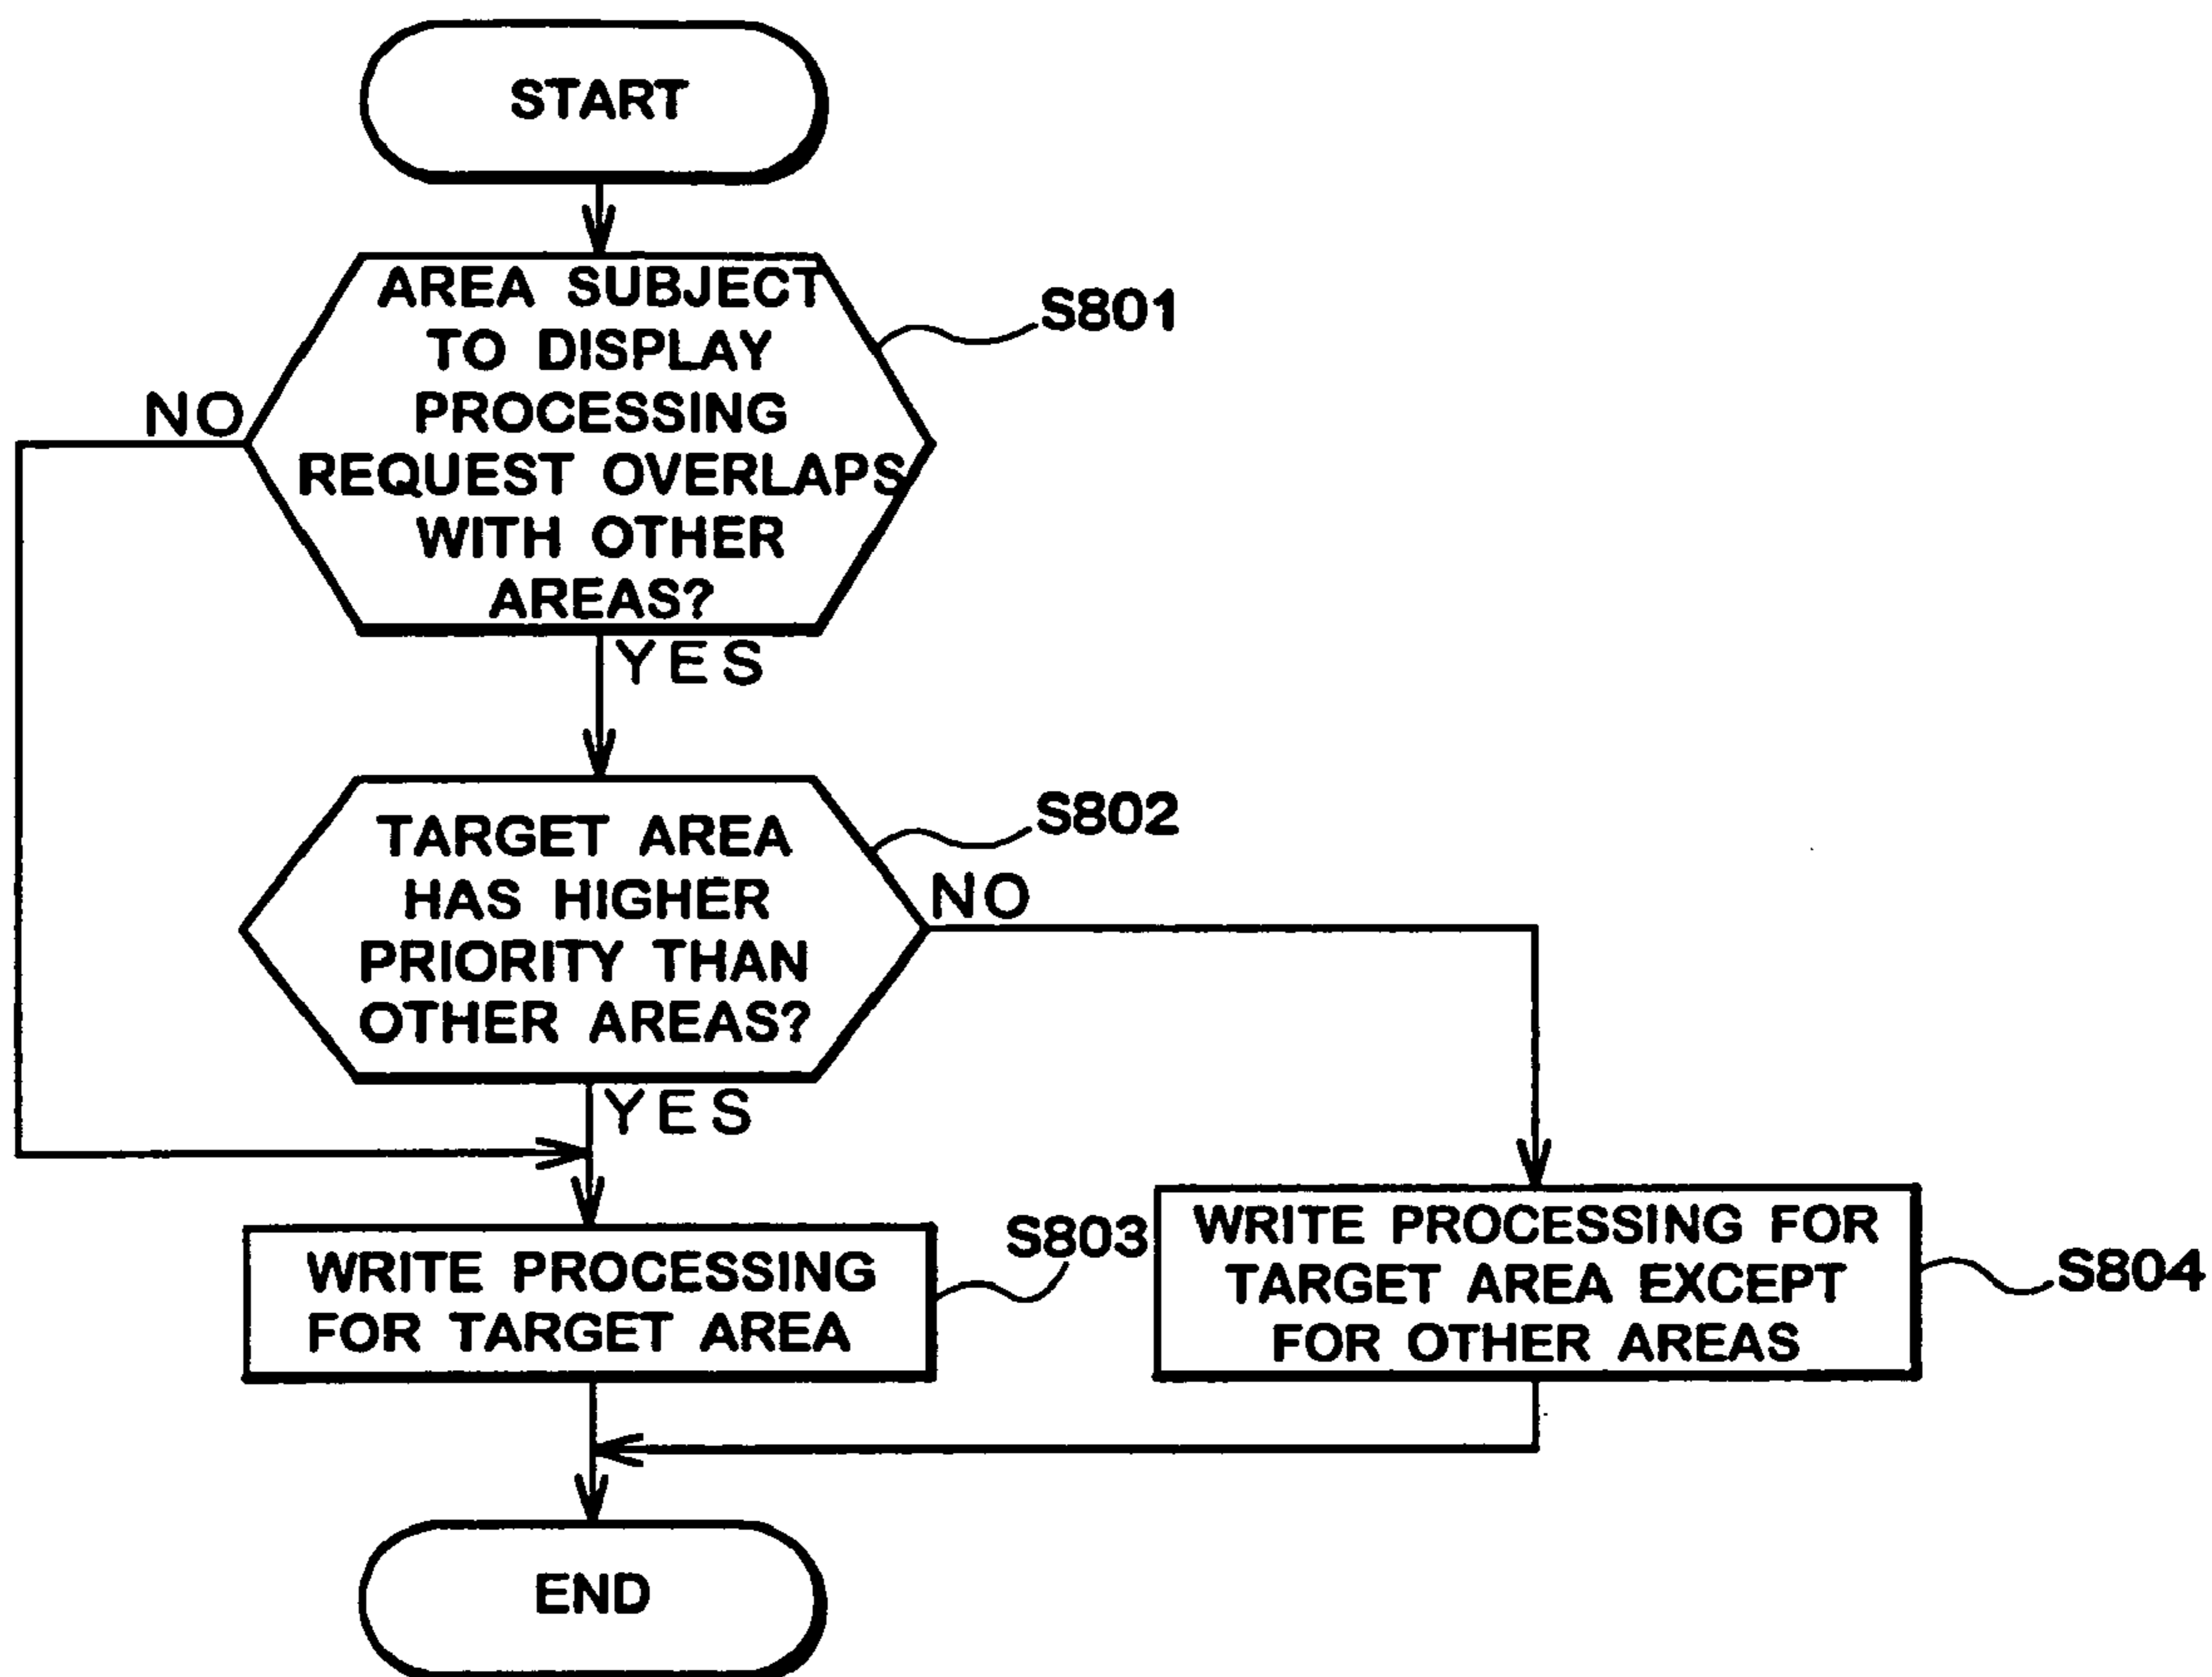 START
AREA SUBJECT
TO DISPLAY
PROCESSING
REQUEST OVERLAPS
WITH OTHER
AREAS?
S801
NO
YES
TARGET AREA
HAS HIGHER
PRIORITY THAN
OTHER AREAS?
S802
NO
YES
WRITE PROCESSING
FOR TARGET AREA
S803
WRITE PROCESSING FOR
TARGET AREA EXCEPT
FOR OTHER AREAS
S804
END